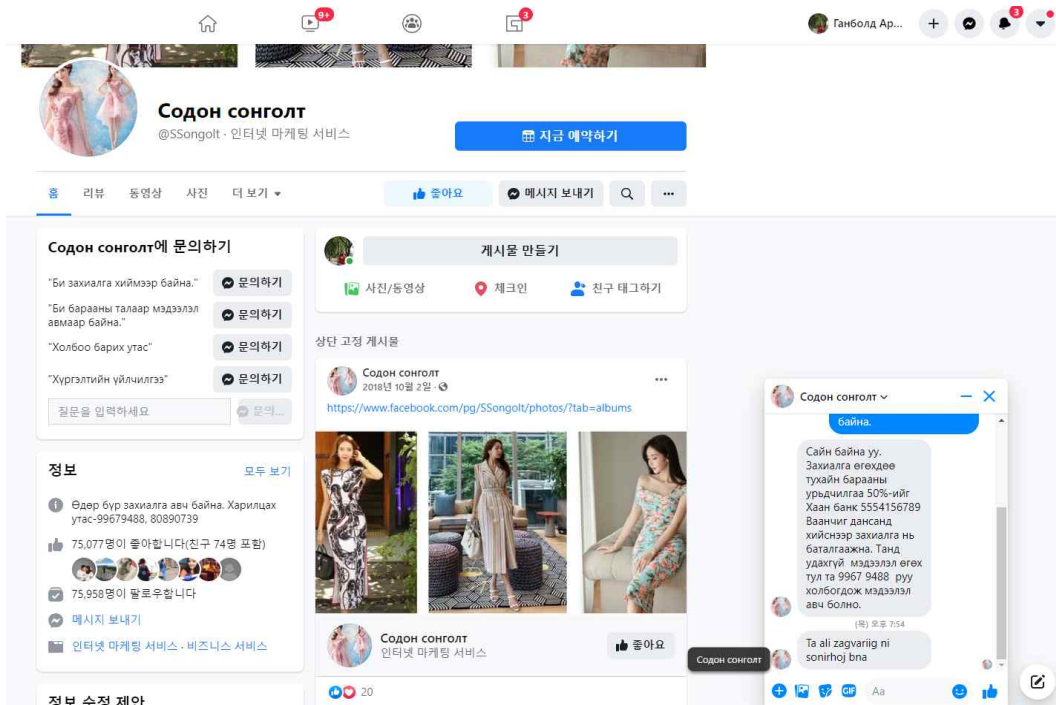 9+
3
Ганболд Ар...
3
Содон сонголт
@SSongolt · 인터넷 마케팅 서비스
지금 예약하기
홈
리뷰
동영상
사진
더 보기
좋아요
메시지 보내기
Содон сонголт에 문의하기
"Би захиалга хиймээр байна."
문의하기
"Би барааны талаар мэдээлэл
авмаар байна."
문의하기
"Холбоо барих утас"
문의하기
"Хүргэлтийн үйлчилгээ"
문의하기
질문을 입력하세요
문의...
정보
모두 보기
Өдөр бүр захиалга авч байна. Харилцах
утас-99679488, 80890739
75,077명이 좋아합니다(친구 74명 포함)
75,958명이 팔로우합니다
메시지 보내기
인터넷 마케팅 서비스 · 비즈니스 서비스
정보 수정 제안
게시물 만들기
사진/동영상
체크인
친구 태그하기
상단 고정 게시물
Содон сонголт
2018년 10월 2일 ·
https://www.facebook.com/pg/SSongolt/photos/?tab=albums
Содон сонголт
인터넷 마케팅 서비스
좋아요
20
Содон сонголт
Содон сонголт
байна.
Сайн байна уу.
Захиалга өгөхдөө
тухайн барааны
урьдчилгаа 50%-ийг
Хаан банк 5554156789
Ваанчиг дансанд
хийснээр захиалга нь
баталгаажна. Танд
удахгүй мэдээлэл өгөх
тул та 9967 9488 руу
холбогдож мэдээлэл
авч болно.
(목) 오후 7:54
Ta ali zagvariig ni
sonirhoj bna
GIF
Aa